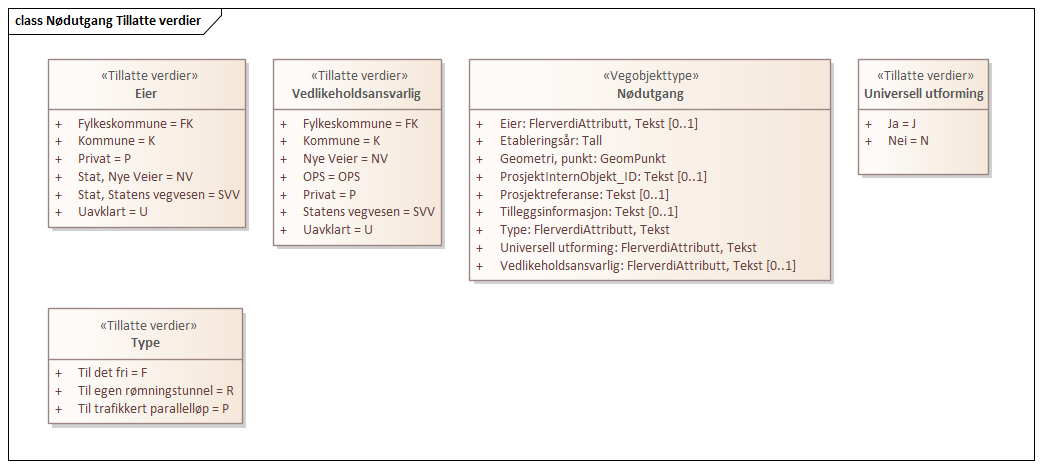 class Nødutgang Tillatte verdier
«Tillatte verdier»
Eier
+ Fylkeskommune = FK
+ Kommune = K
+ Privat = P
+ Stat, Nye Veier = NV
+ Stat, Statens vegvesen = SVV
+ Uavklart = U
«Tillatte verdier»
Vedlikeholdsansvarlig
+ Fylkeskommune = FK
+ Kommune = K
+ Nye Veier = NV
+ OPS = OPS
+ Privat = P
+ Statens vegvesen = SVV
+ Uavklart = U
«Vegobjekttype»
Nødutgang
+ Eier: FlerverdiAttributt, Tekst [0..1]
+ Etableringsår: Tall
+ Geometri, punkt: GeomPunkt
+ ProsjektInternObjekt_ID: Tekst [0..1]
+ Prosjektreferanse: Tekst [0..1]
+ Tilleggsinformasjon: Tekst [0..1]
+ Type: FlerverdiAttributt, Tekst
+ Universell utforming: FlerverdiAttributt, Tekst
+ Vedlikeholdsansvarlig: FlerverdiAttributt, Tekst [0..1]
«Tillatte verdier»
Universell utforming
+ Ja = J
+ Nei = N
«Tillatte verdier»
Type
+ Til det fri = F
+ Til egen rømningstunnel = R
+ Til trafikkert parallelløp = P